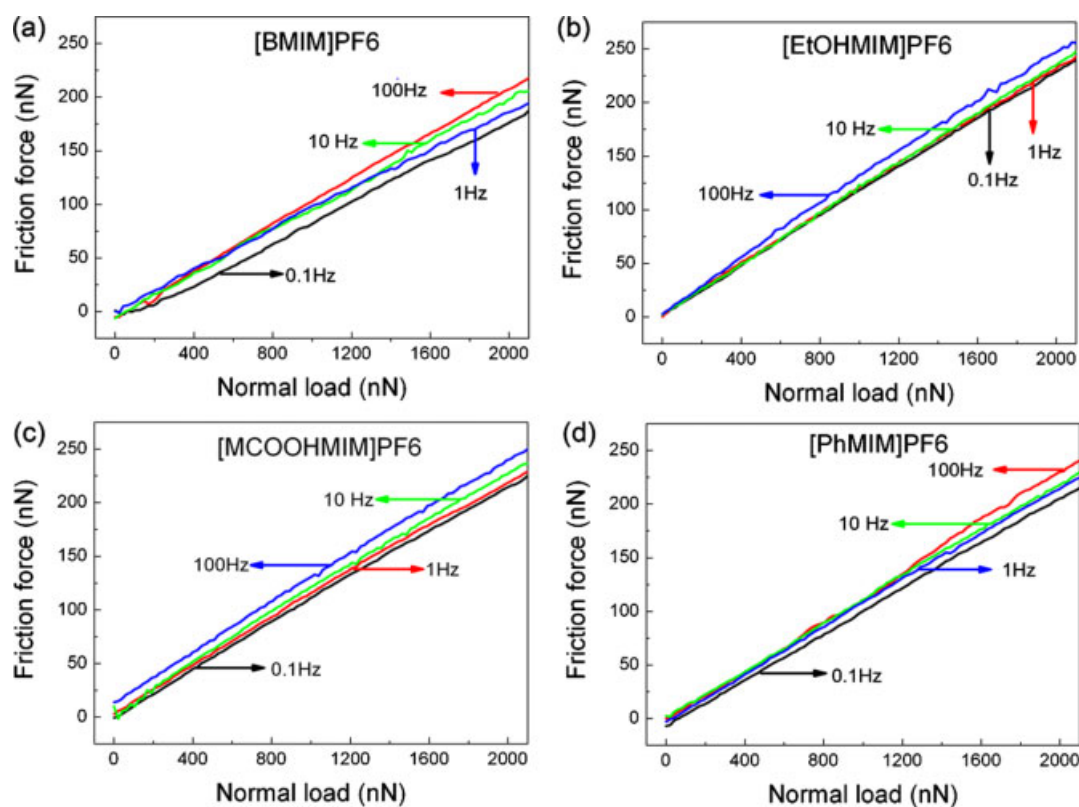 (a)
[BMIM]PF6
250
200
150
100
50
0
Friction force (nN)
100Hz
10 Hz
1Hz
0.1Hz
0 400 800 1200 1600 2000
Normal load (nN)
(b)
[EtOHMIM]PF6
250
200
150
100
50
0
Friction force (nN)
10 Hz
1Hz
0.1Hz
100Hz
0 400 800 1200 1600 2000
Normal load (nN)
(c)
[MCOOHMIM]PF6
250
200
150
100
50
0
Friction force (nN)
10 Hz
100Hz
1Hz
0.1Hz
0 400 800 1200 1600 2000
Normal load (nN)
(d)
[PhMIM]PF6
250
200
150
100
50
0
Friction force (nN)
100Hz
10 Hz
1Hz
0.1Hz
0 400 800 1200 1600 2000
Normal load (nN)